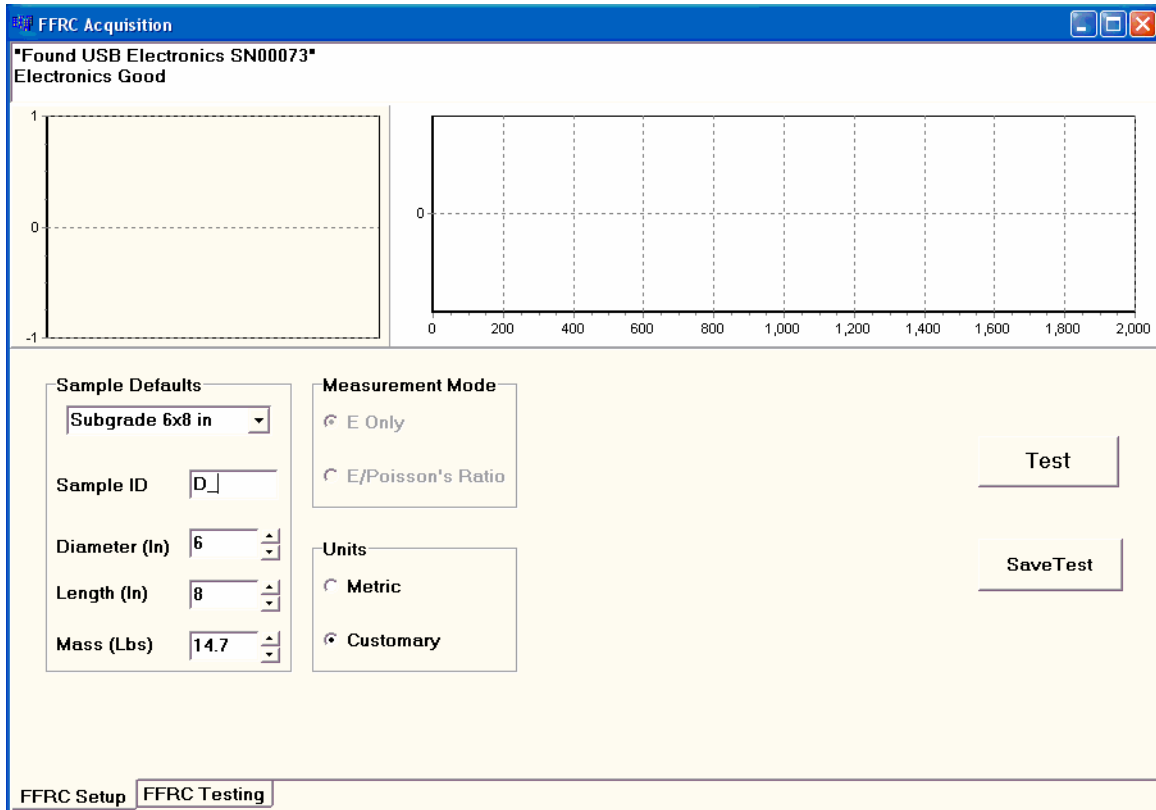 FFRC Acquisition
"Found USB Electronics SN00073"
Electronics Good
1
0
-1
0
0 200 400 600 800 1,000 1,200 1,400 1,600 1,800 2,000
Sample Defaults
Subgrade 6x8 in
Sample ID D_
Diameter (In) 6
Length (In) 8
Mass (Lbs) 14.7
Measurement Mode
E Only
E/Poisson's Ratio
Units
Metric
Customary
Test
SaveTest
FFRC Setup FFRC Testing